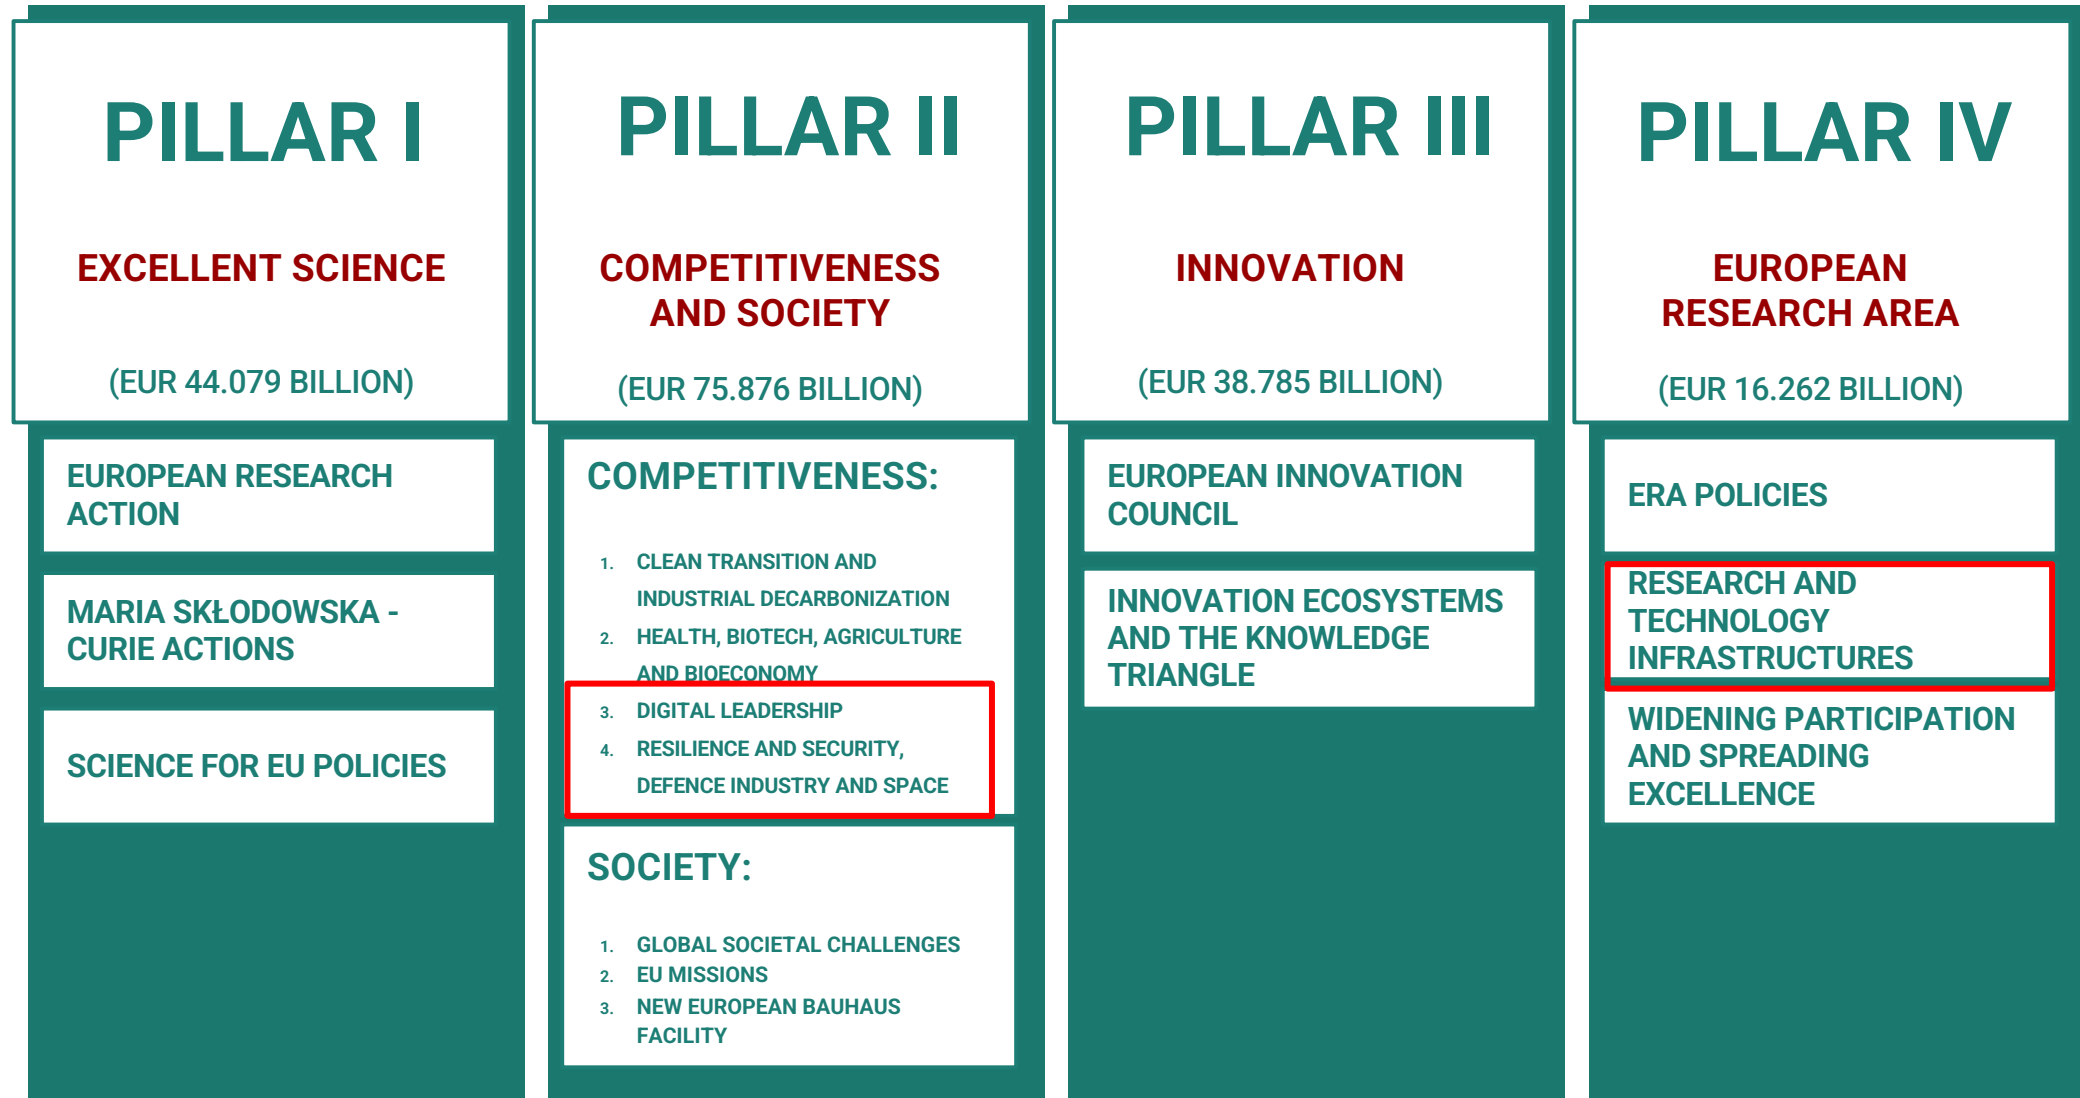 PILLAR I
EXCELLENT SCIENCE
(EUR 44.079 BILLION)
EUROPEAN RESEARCH
ACTION
MARIA SKŁODOWSKA -
CURIE ACTIONS
SCIENCE FOR EU POLICIES
PILLAR II
COMPETITIVENESS
AND SOCIETY
(EUR 75.876 BILLION)
COMPETITIVENESS:
1. CLEAN TRANSITION AND
INDUSTRIAL DECARBONIZATION
2. HEALTH, BIOTECH, AGRICULTURE
AND BIOECONOMY
3. DIGITAL LEADERSHIP
4. RESILIENCE AND SECURITY,
DEFENCE INDUSTRY AND SPACE
SOCIETY:
1. GLOBAL SOCIETAL CHALLENGES
2. EU MISSIONS
3. NEW EUROPEAN BAUHAUS
FACILITY
PILLAR III
INNOVATION
(EUR 38.785 BILLION)
EUROPEAN INNOVATION
COUNCIL
INNOVATION ECOSYSTEMS
AND THE KNOWLEDGE
TRIANGLE
PILLAR IV
EUROPEAN
RESEARCH AREA
(EUR 16.262 BILLION)
ERA POLICIES
RESEARCH AND
TECHNOLOGY
INFRASTRUCTURES
WIDENING PARTICIPATION
AND SPREADING
EXCELLENCE